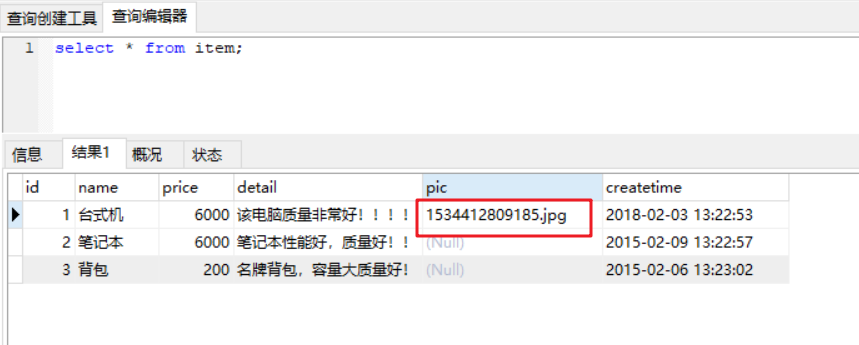 查询创建工具 查询编辑器
1 select * from item;
信息 结果1 概况 状态
id name price detail pic createtime
1 台式机 6000 该电脑质量非常好！！！！ 1534412809185.jpg 2018-02-03 13:22:53
2 笔记本 6000 笔记本性能好，质量好！！ (Null) 2015-02-09 13:22:57
3 背包 200 名牌背包，容量大质量好！ (Null) 2015-02-06 13:23:02